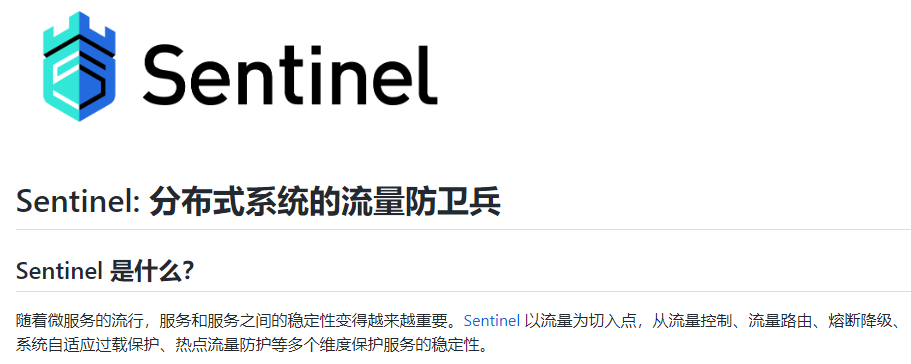 Sentinel
Sentinel: 分布式系统的流量防卫兵
Sentinel 是什么?
随着微服务的流行，服务和服务之间的稳定性变得越来越重要。Sentinel 以流量为切入点，从流量控制、流量路由、熔断降级、
系统自适应过载保护、热点流量防护等多个维度保护服务的稳定性。